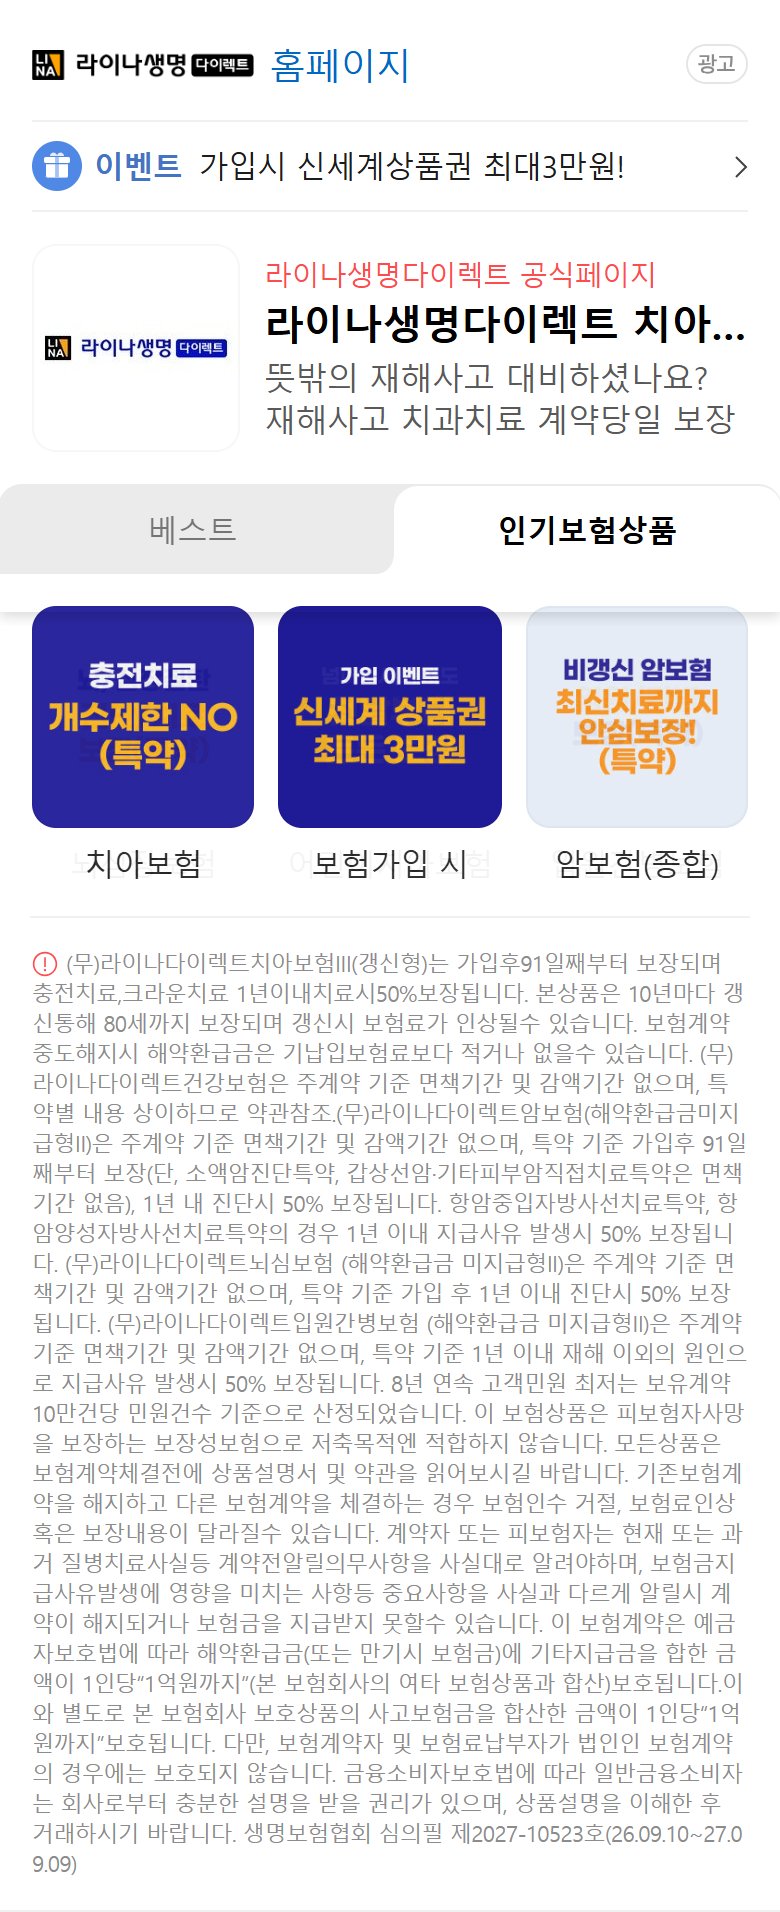 LINA 라이나생명 다이렉트 홈페이지 광고
이벤트 가입시 신세계상품권 최대3만원!
LINA 라이나생명 다이렉트
라이나생명다이렉트 공식페이지
라이나생명다이렉트 치아...
뜻밖의 재해사고 대비하셨나요?
재해사고 치과치료 계약당일 보장
베스트 인기보험상품
충전치료
개수제한 NO
(특약)
가입 이벤트
신세계 상품권
최대 3만원
비갱신 암보험
최신치료까지
안심보장!
(특약)
치아보험 보험가입 시 암보험(종합)
(무)라이나다이렉트치아보험III(갱신형)는 가입후91일째부터 보장되며
충전치료,크라운치료 1년이내치료시50%보장됩니다. 본상품은 10년마다 갱
신통해 80세까지 보장되며 갱신시 보험료가 인상될수 있습니다. 보험계약
중도해지시 해약환급금은 기납입보험료보다 적거나 없을수 있습니다. (무)
라이나다이렉트건강보험은 주계약 기준 면책기간 및 감액기간 없으며, 특
약별 내용 상이하므로 약관참조.(무)라이나다이렉트암보험(해약환급금미지
급형II)은 주계약 기준 면책기간 및 감액기간 없으며, 특약 기준 가입후 91일
째부터 보장(단, 소액암진단특약, 갑상선암·기타피부암직접치료특약은 면책
기간 없음), 1년 내 진단시 50% 보장됩니다. 항암중입자방사선치료특약, 항
암양성자방사선치료특약의 경우 1년 이내 지급사유 발생시 50% 보장됩니
다. (무)라이나다이렉트뇌심보험 (해약환급금 미지급형II)은 주계약 기준 면
책기간 및 감액기간 없으며, 특약 기준 가입 후 1년 이내 진단시 50% 보장
됩니다. (무)라이나다이렉트입원간병보험 (해약환급금 미지급형II)은 주계약
기준 면책기간 및 감액기간 없으며, 특약 기준 1년 이내 재해 이외의 원인으
로 지급사유 발생시 50% 보장됩니다. 8년 연속 고객민원 최저는 보유계약
10만건당 민원건수 기준으로 산정되었습니다. 이 보험상품은 피보험자사망
을 보장하는 보장성보험으로 저축목적엔 적합하지 않습니다. 모든상품은
보험계약체결전에 상품설명서 및 약관을 읽어보시길 바랍니다. 기존보험계
약을 해지하고 다른 보험계약을 체결하는 경우 보험인수 거절, 보험료인상
혹은 보장내용이 달라질수 있습니다. 계약자 또는 피보험자는 현재 또는 과
거 질병치료사실등 계약전알릴의무사항을 사실대로 알려야하며, 보험금지
급사유발생에 영향을 미치는 사항등 중요사항을 사실과 다르게 알릴시 계
약이 해지되거나 보험금을 지급받지 못할수 있습니다. 이 보험계약은 예금
자보호법에 따라 해약환급금(또는 만기시 보험금)에 기타지급금을 합한 금
액이 1인당"1억원까지"(본 보험회사의 여타 보험상품과 합산)보호됩니다.이
와 별도로 본 보험회사 보호상품의 사고보험금을 합산한 금액이 1인당"1억
원까지"보호됩니다. 다만, 보험계약자 및 보험료납부자가 법인인 보험계약
의 경우에는 보호되지 않습니다. 금융소비자보호법에 따라 일반금융소비자
는 회사로부터 충분한 설명을 받을 권리가 있으며, 상품설명을 이해한 후
거래하시기 바랍니다. 생명보험협회 심의필 제2027-10523호(26.09.10~27.0
9.09)